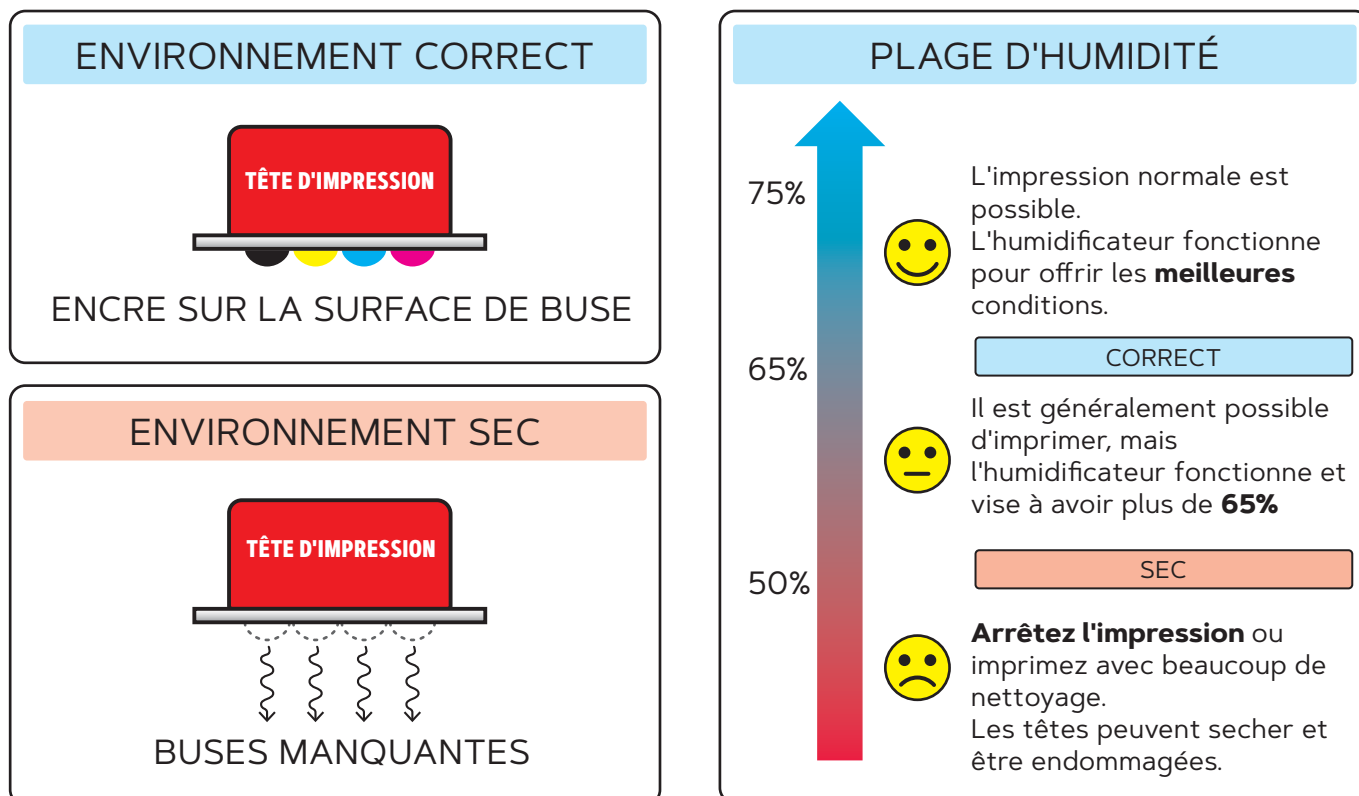 ENVIRONNEMENT CORRECT
TÊTE D'IMPRESSION
ENCRE SUR LA SURFACE DE BUSE
ENVIRONNEMENT SEC
TÊTE D'IMPRESSION
BUSES MANQUANTES
PLAGE D'HUMIDITÉ
75%
L'impression normale est
possible.
L'humidificateur fonctionne
pour offrir les meilleures
conditions.
CORRECT
65%
Il est généralement possible
d'imprimer, mais
l'humidificateur fonctionne et
vise à avoir plus de 65%
SEC
50%
Arrêtez l'impression ou
imprimez avec beaucoup de
nettoyage.
Les têtes peuvent secher et
être endommagées.